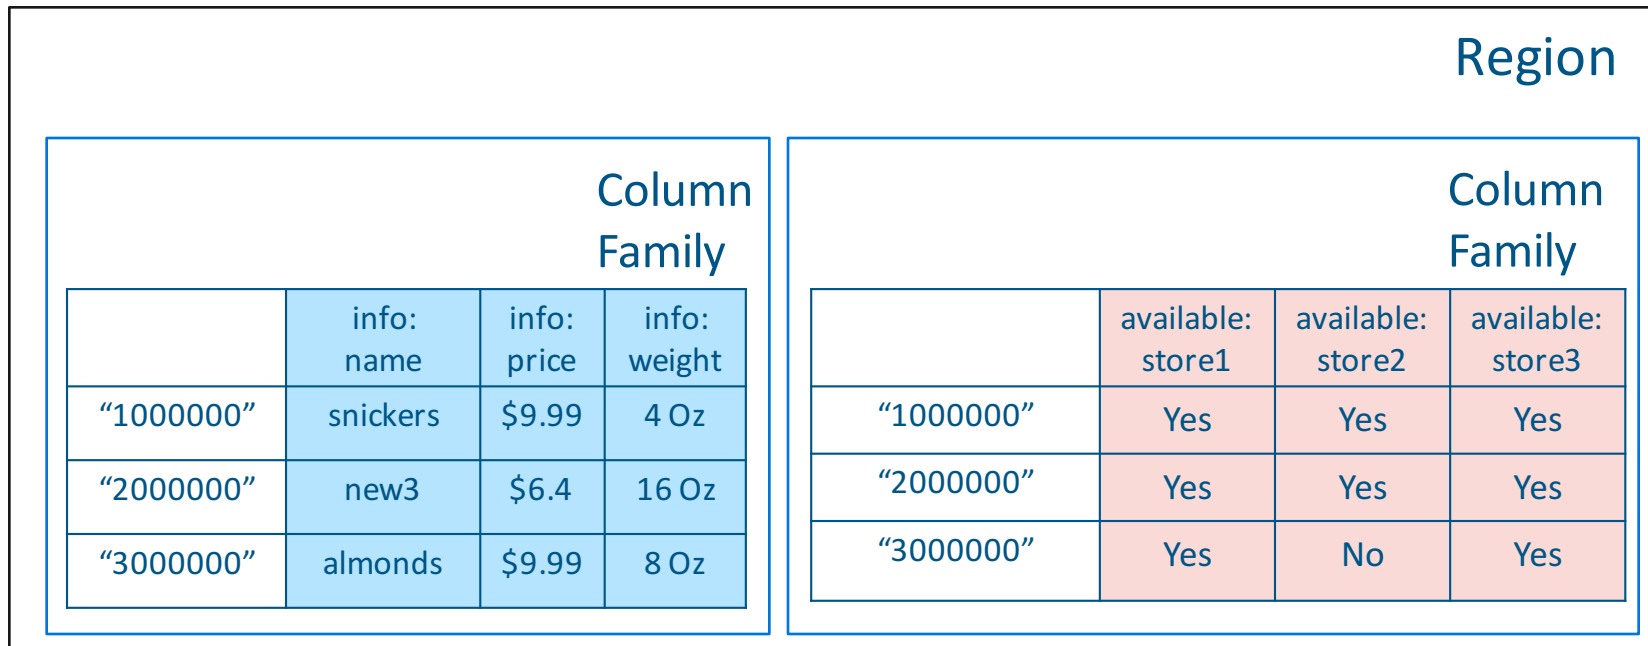 Region
Column
Family
info:
name
info:
price
info:
weight
“1000000”
snickers
$9.99
4 Oz
“2000000”
new3
$6.4
16 Oz
“3000000”
almonds
$9.99
8 Oz
Column
Family
available:
store1
available:
store2
available:
store3
“1000000”
Yes
Yes
Yes
“2000000”
Yes
Yes
Yes
“3000000”
Yes
No
Yes